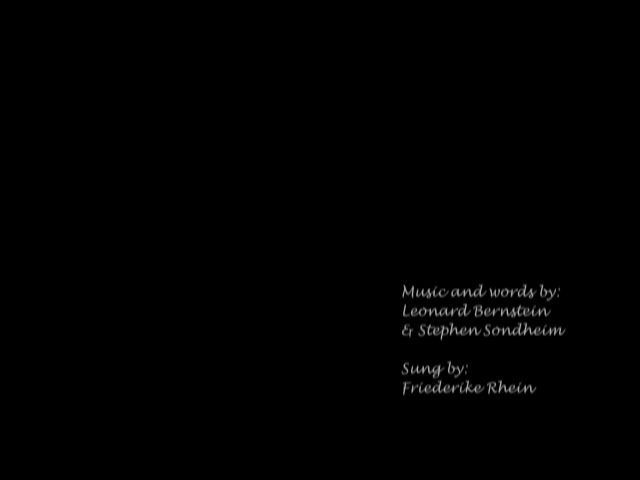 Music and words by:
Leonard Bernstein
& Stephen Sondheim
Sung by:
Friederike Rhein